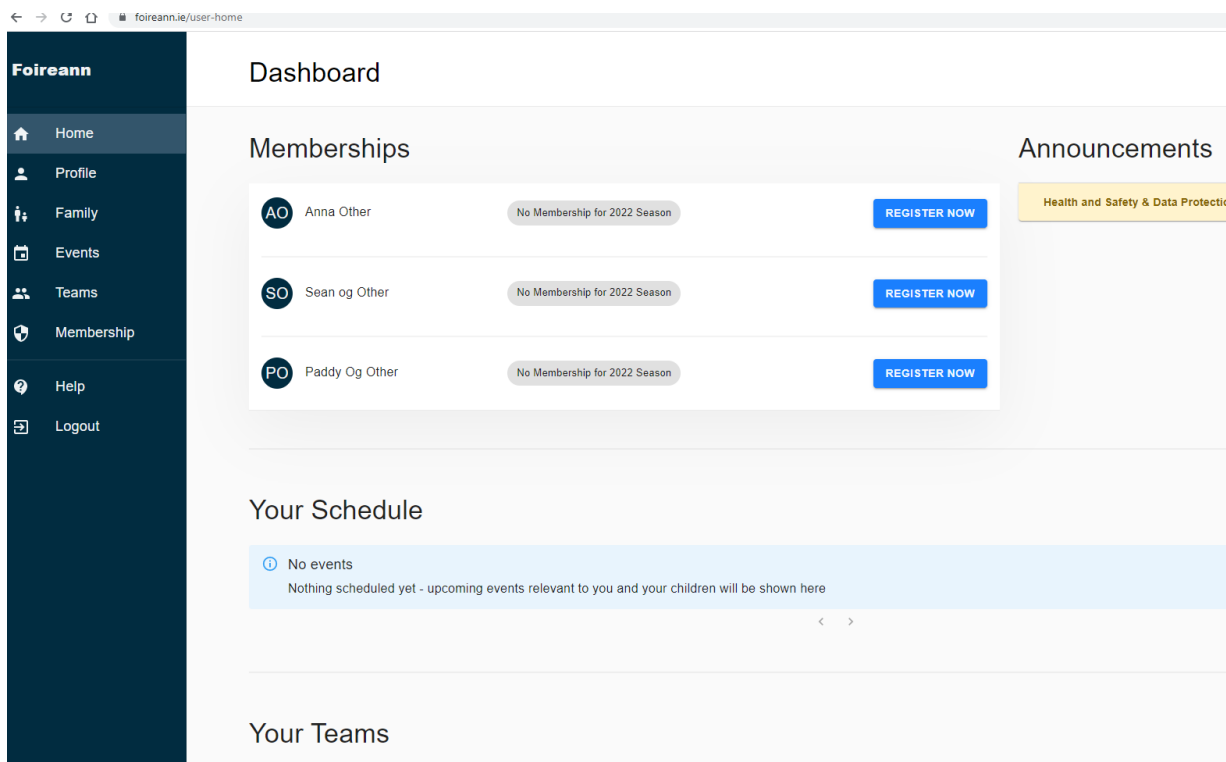 foireann.ie/user-home
Foireann
Home
Profile
Family
Events
Teams
Membership
Help
Logout
Dashboard
Memberships
AO Anna Other No Membership for 2022 Season REGISTER NOW
SO Sean og Other No Membership for 2022 Season REGISTER NOW
PO Paddy Og Other No Membership for 2022 Season REGISTER NOW
Announcements
Health and Safety & Data Protectio
Your Schedule
No events
Nothing scheduled yet - upcoming events relevant to you and your children will be shown here
Your Teams